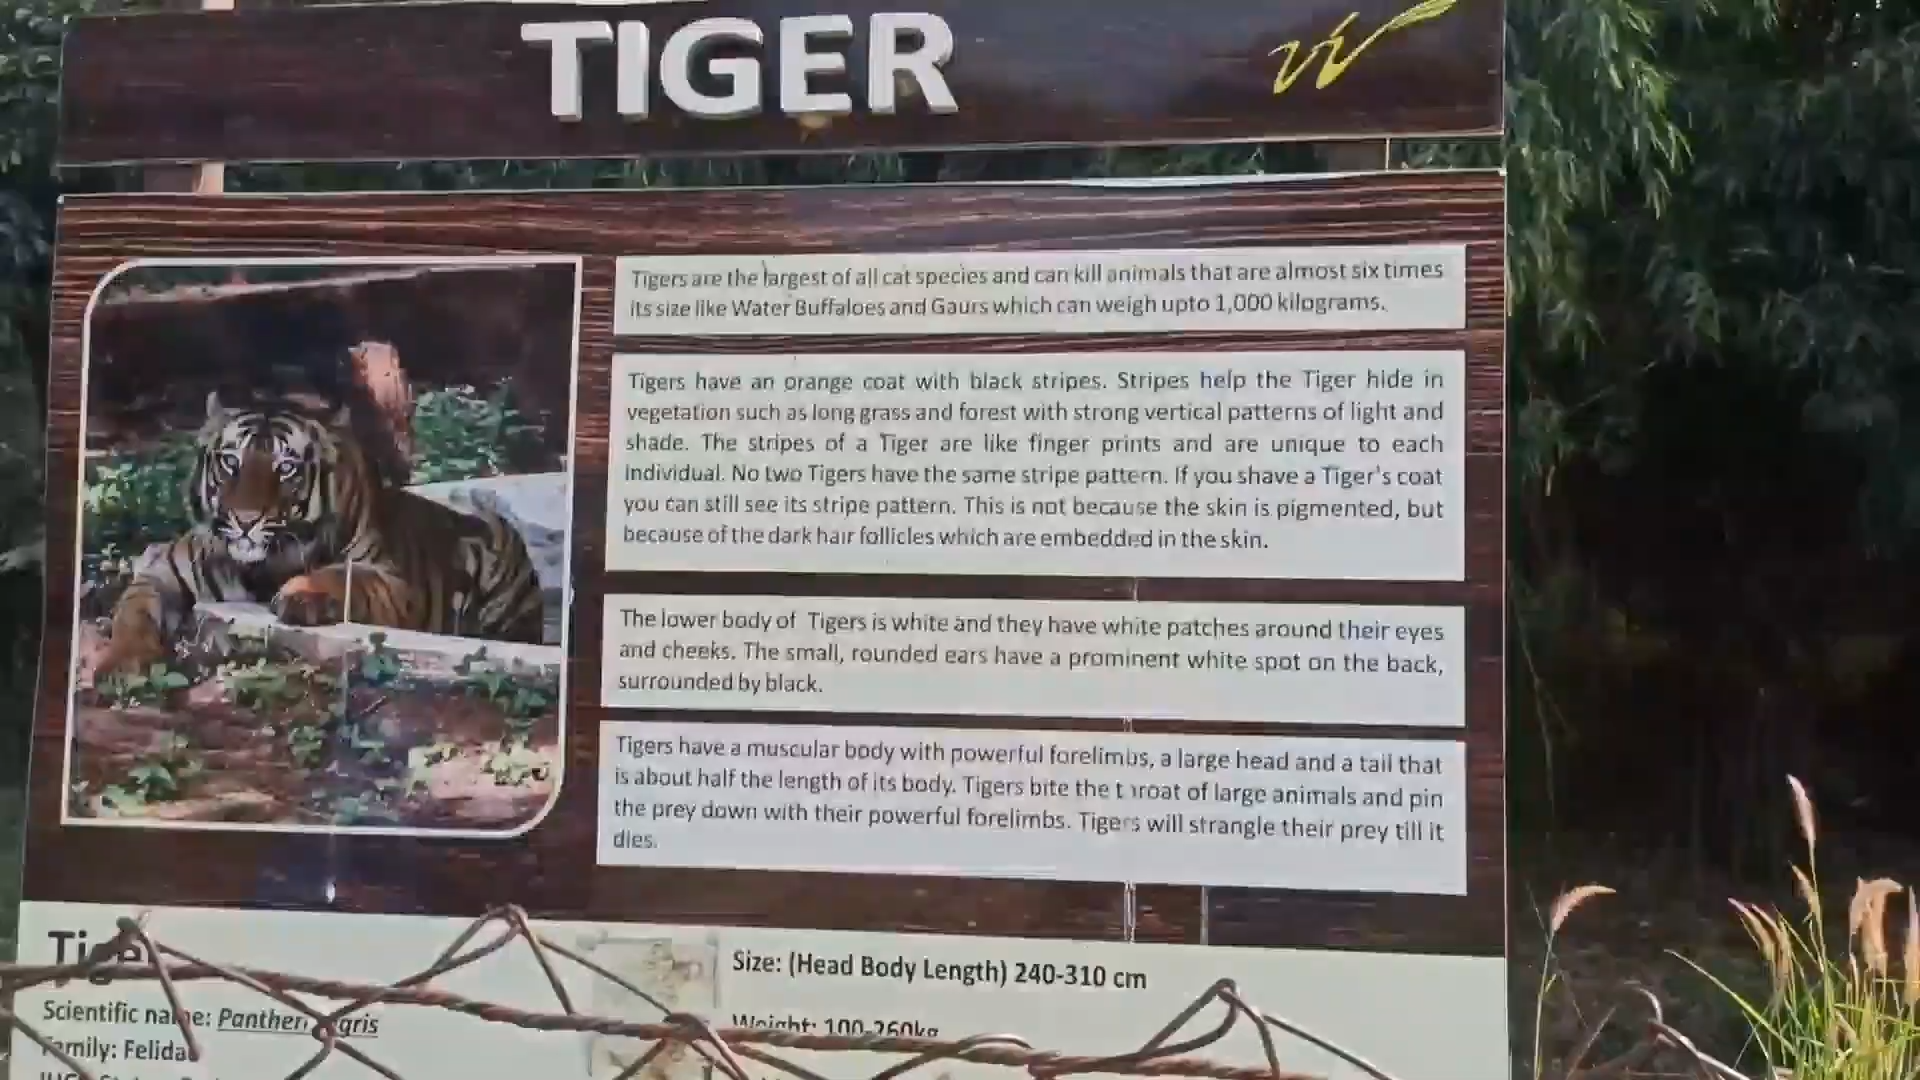 TIGER
Tigers are the largest of all cat species and can kill animals that are almost six times
its size like Water Buffaloes and Gaurs which can weigh upto 1,000 kilograms.
Tigers have an orange coat with black stripes. Stripes help the Tiger hide in
vegetation such as long grass and forest with strong vertical patterns of light and
shade. The stripes of a Tiger are like finger prints and are unique to each
individual. No two Tigers have the same stripe pattern. If you shave a Tiger's coat
you can still see its stripe pattern. This is not because the skin is pigmented, but
because of the dark hair follicles which are embedded in the skin.
The lower body of Tigers is white and they have white patches around their eyes
and cheeks. The small, rounded ears have a prominent white spot on the back,
surrounded by black.
Tigers have a muscular body with powerful forelimbs, a large head and a tail that
is about half the length of its body. Tigers bite the throat of large animals and pin
the prey down with their powerful forelimbs. Tigers will strangle their prey till it
dies.
Tiger
Scientific name: Panthera tigris
Family: Felidae
Size: (Head Body Length) 240-310 cm
Weight: 100-260kg